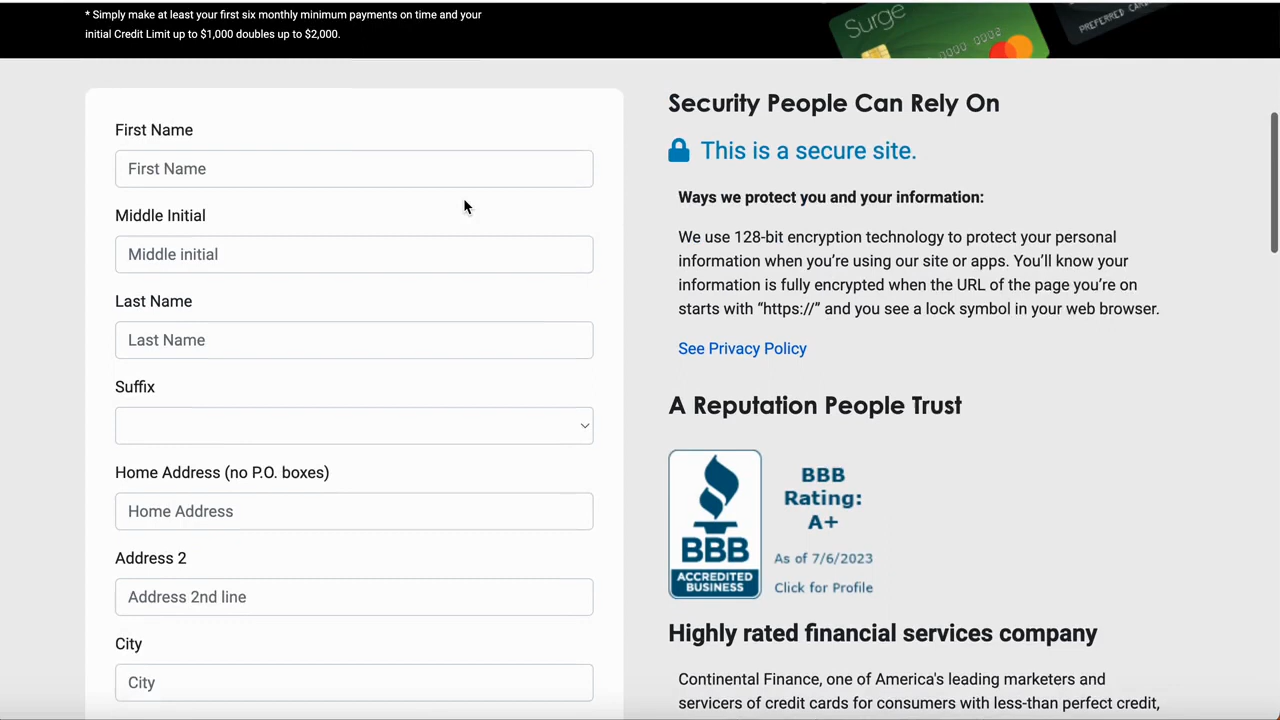 * Simply make at least your first six monthly minimum payments on time and your
initial Credit Limit up to $1,000 doubles up to $2,000.
Surge
0002
PREFERRED
First Name
First Name
Middle Initial
Middle initial
Last Name
Last Name
Suffix
Home Address (no P.O. boxes)
Home Address
Address 2
Address 2nd line
City
City
Security People Can Rely On
This is a secure site.
Ways we protect you and your information:
We use 128-bit encryption technology to protect your personal
information when you’re using our site or apps. You’ll know your
information is fully encrypted when the URL of the page you’re on
starts with “https://” and you see a lock symbol in your web browser.
See Privacy Policy
A Reputation People Trust
BBB
ACCREDITED
BUSINESS
BBB
Rating:
A+
As of 7/6/2023
Click for Profile
Highly rated financial services company
Continental Finance, one of America's leading marketers and
servicers of credit cards for consumers with less-than perfect credit,